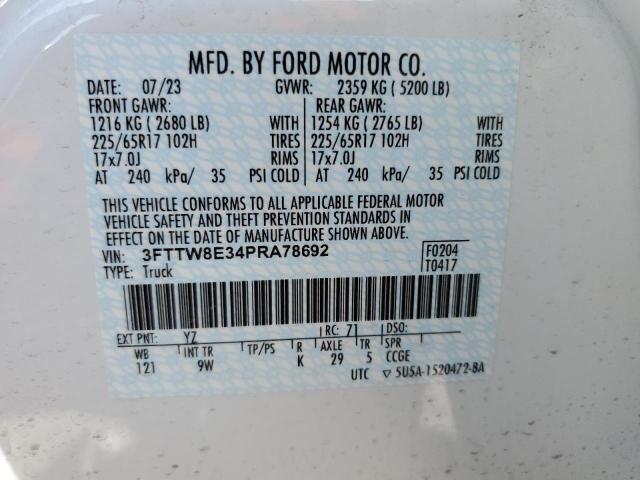 MFD. BY FORD MOTOR CO.
DATE: 07/23 GVWR: 2359 KG ( 5200 LB)
FRONT GAWR: REAR GAWR:
1216 KG ( 2680 LB) WITH 1254 KG ( 2765 LB) WITH
225/65R17 102H TIRES 225/65R17 102H TIRES
17x7.0J RIMS 17x7.0J RIMS
AT 240 kPa/ 35 PSI COLD AT 240 kPa/ 35 PSI COLD
THIS VEHICLE CONFORMS TO ALL APPLICABLE FEDERAL MOTOR
VEHICLE SAFETY AND THEFT PREVENTION STANDARDS IN
EFFECT ON THE DATE OF MANUFACTURE SHOWN ABOVE.
VIN: 3FTTW8E34PRA78692 F0204
TYPE: Truck T0417
EXT PNT: YZ RC: 71 DSO:
WB INT TR TP/PS R AXLE TR SPR
121 9W K 29 5 CCGE
UTC ▽ 5U5A-1520472-BA